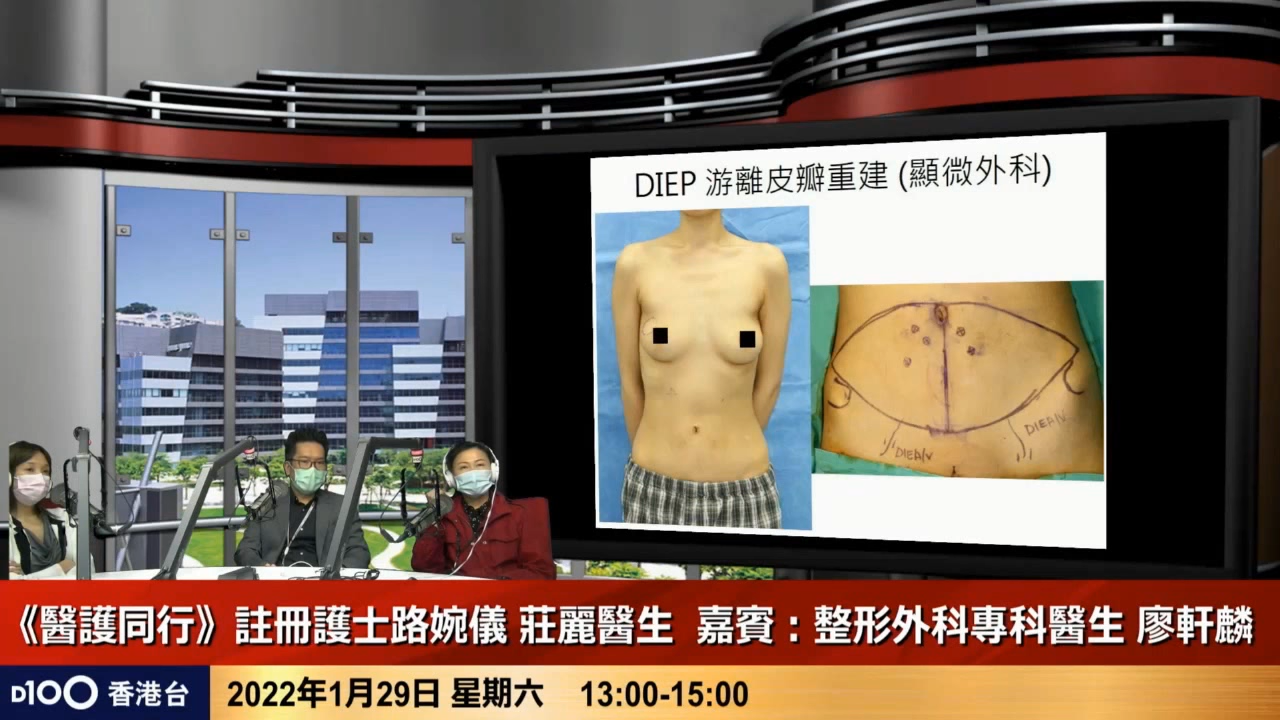 DIEP 游離皮瓣重建 (顯微外科)
DIEA/V
DIEA/V
《醫護同行》註冊護士路婉儀 莊麗醫生 嘉賓：整形外科專科醫生 廖軒麟
D100 香港台
2022年1月29日 星期六 13:00-15:00